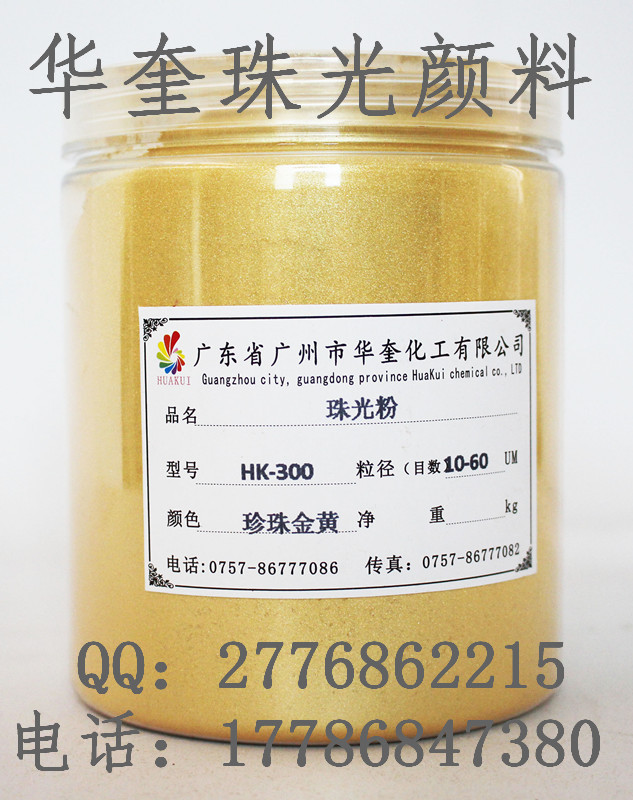 华奎珠光颜料
广东省广州市华奎化工有限公司
HUAKUI
Guangzhou city, guangdong province HuaKui chemical co., LTD
品名 珠光粉
型号 HK-300 粒径（目数 10-60 UM
颜色 珍珠金黄 净 重 kg
电话:0757-86777086 传真: 0757-86777082
QQ: 2776862215
电话: 17786847380